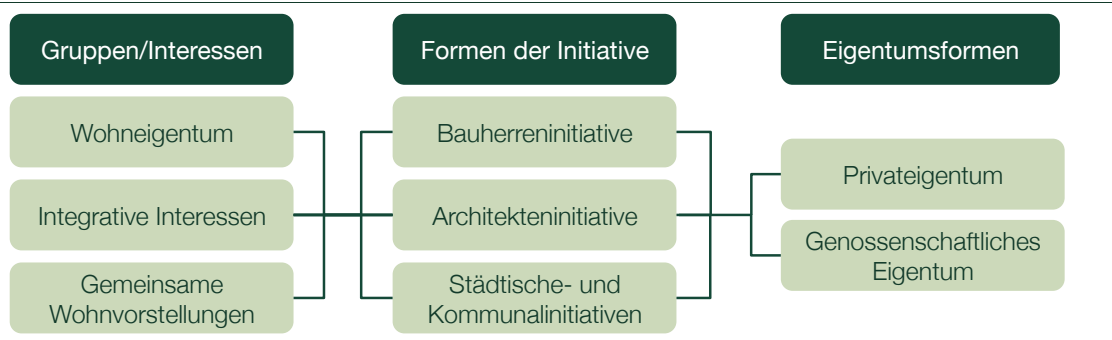 Gruppen/Interessen
Formen der Initiative
Eigentumsformen
Wohneigentum
Bauherreninitiative
Privateigentum
Integrative Interessen
Architekteninitiative
Genossenschaftliches
Eigentum
Gemeinsame
Wohnvorstellungen
Städtische- und
Kommunalinitiativen